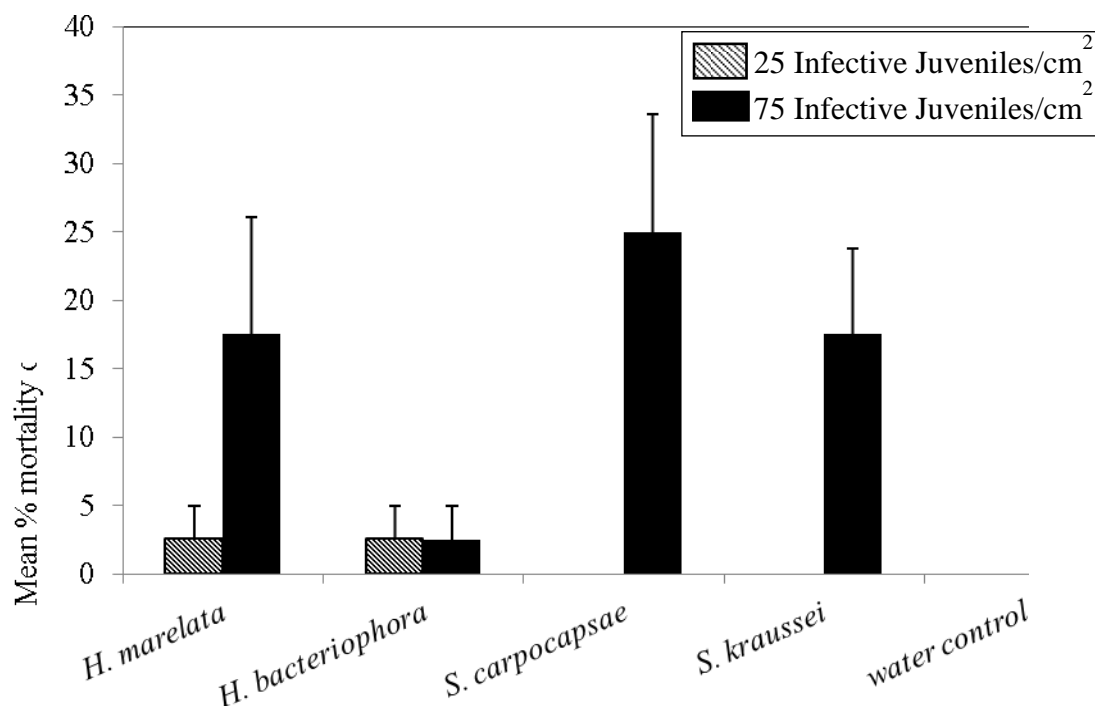 40
35
30
25
20
15
10
5
0
Mean % mortality
25 Infective Juveniles/cm²
75 Infective Juveniles/cm²
H. marelata
H. bacteriophora
S. carpocapsae
S. kraussei
water control